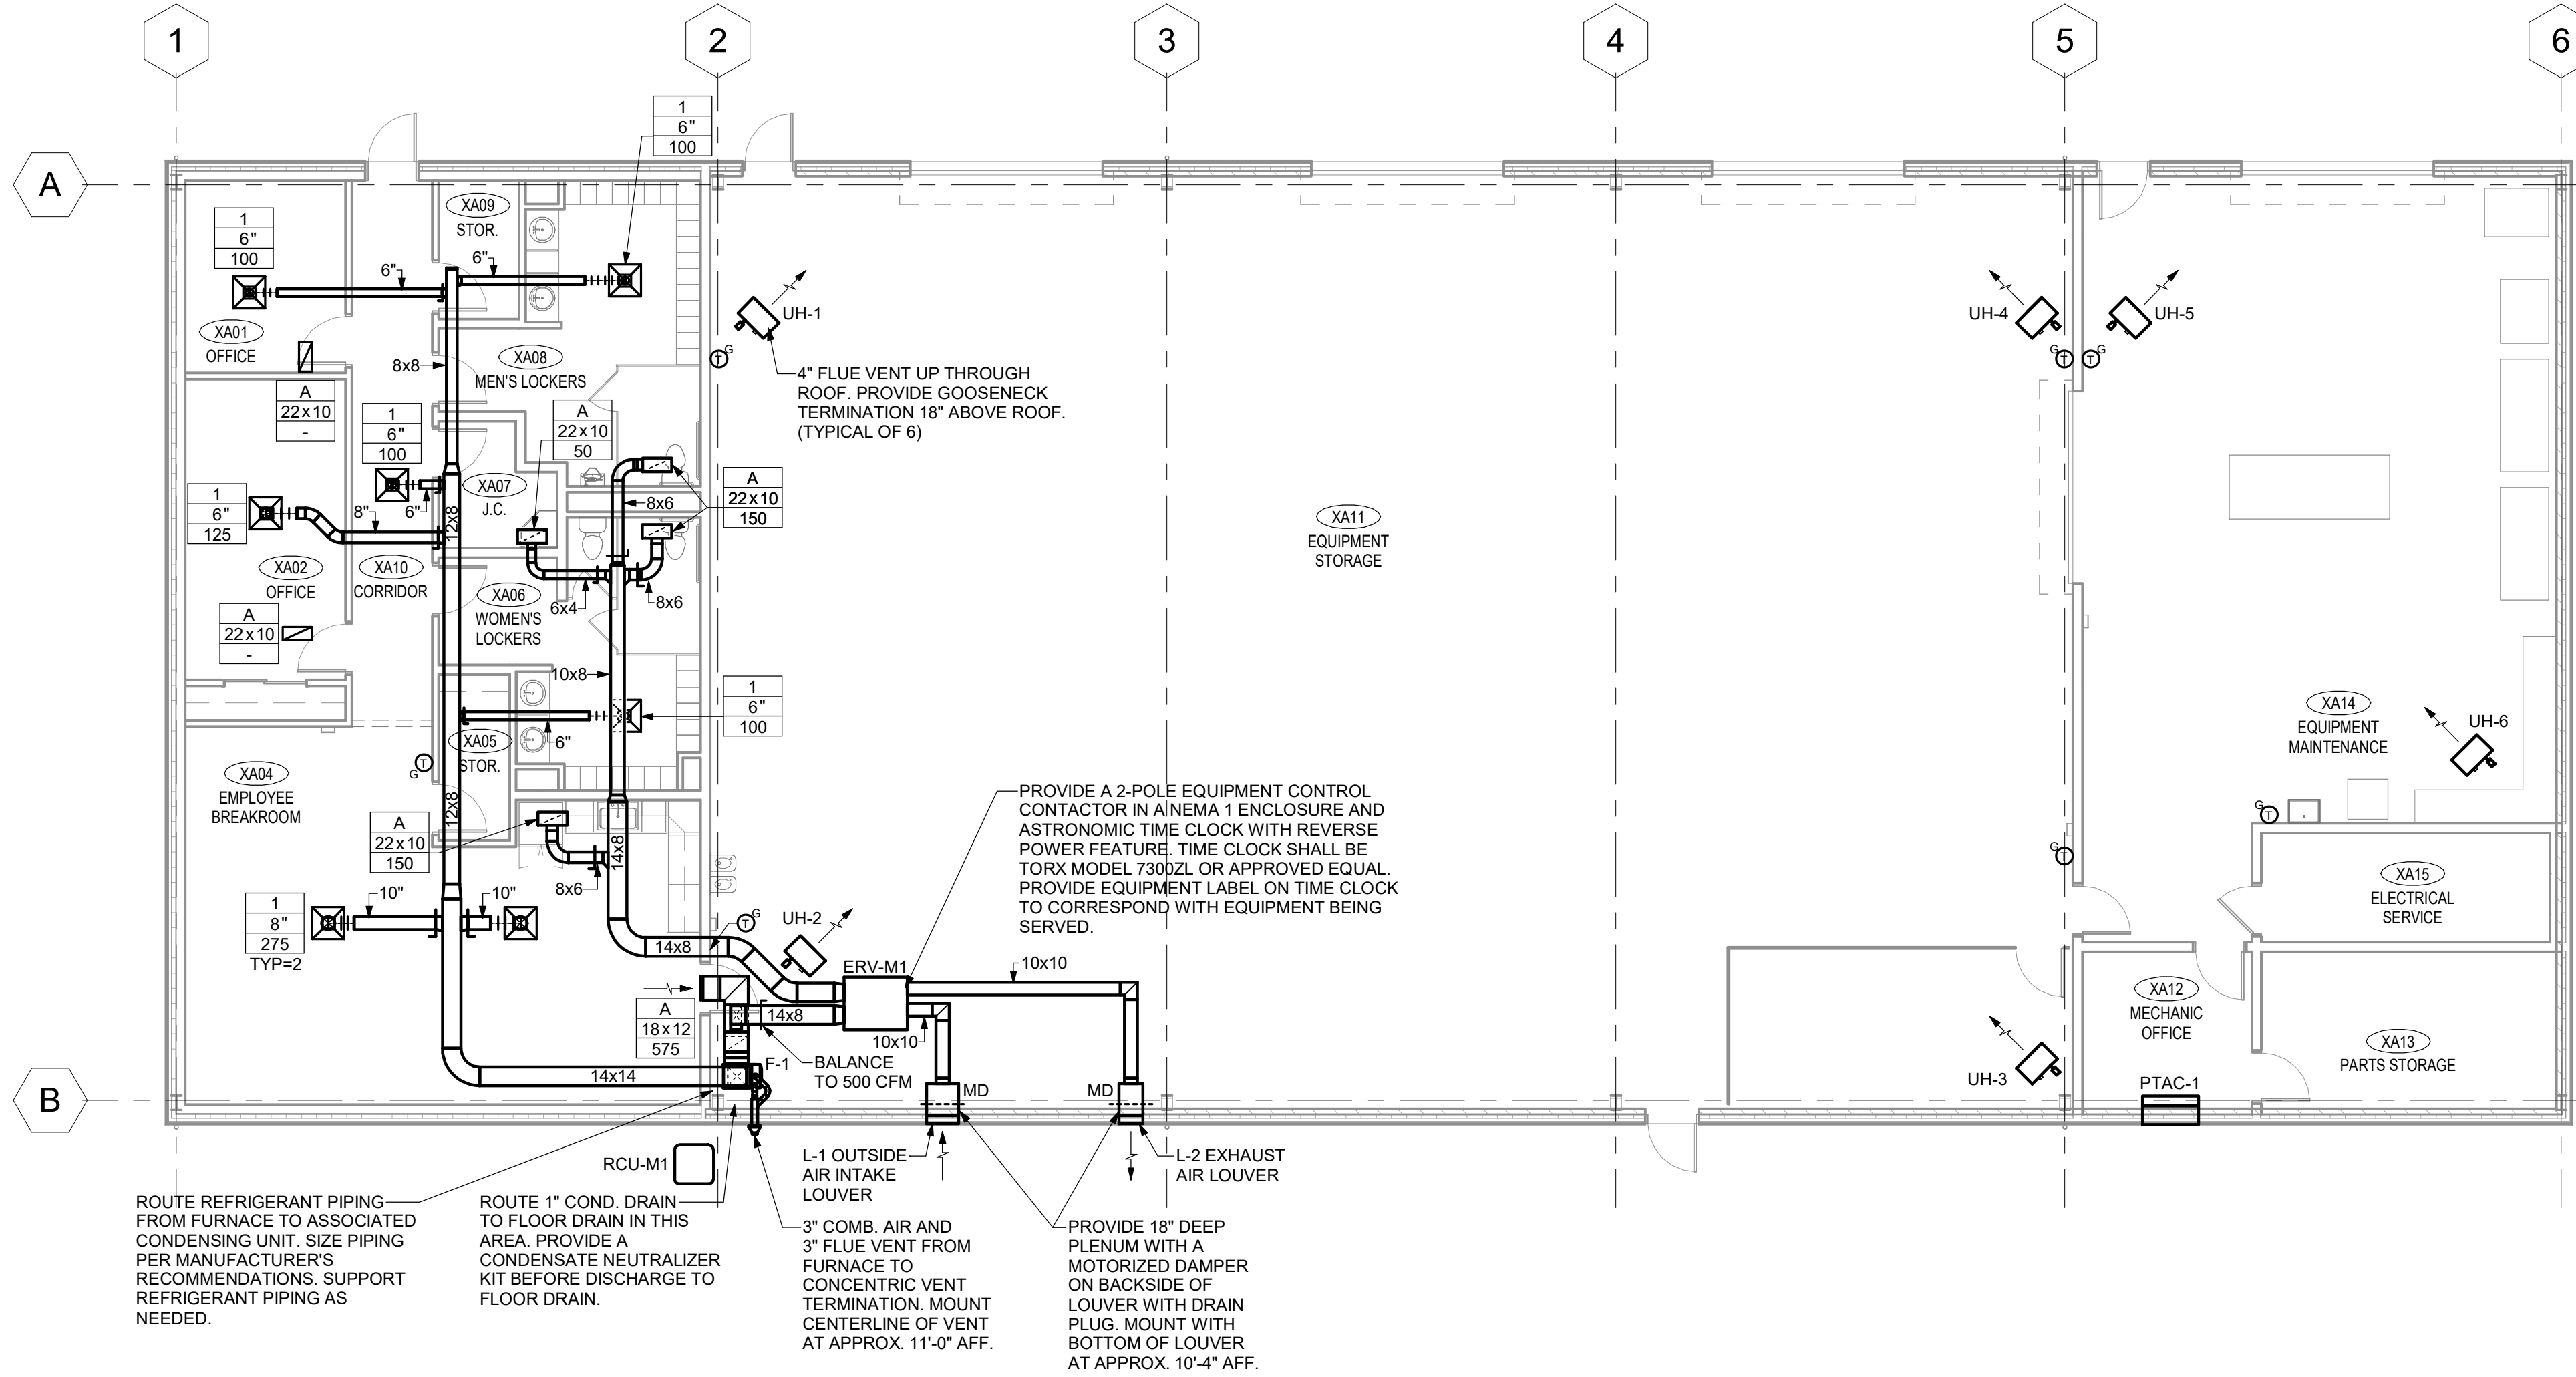 1
2
3
4
5
6
A
B
1
6"
100
XA09
STOR.
1
6"
100
6"
6"
XA01
OFFICE
8x8
XA08
MEN'S LOCKERS
A
22x10
-
1
6"
100
A
22x10
50
UH-1
G
T
4" FLUE VENT UP THROUGH
ROOF. PROVIDE GOOSENECK
TERMINATION 18" ABOVE ROOF.
(TYPICAL OF 6)
UH-4
UH-5
G
T
T
G
1
6"
125
8"
6"
12x8
XA07
J.C.
8x6
A
22x10
150
XA11
EQUIPMENT
STORAGE
XA02
OFFICE
XA10
CORRIDOR
XA06
WOMEN'S
LOCKERS
6x4
8x6
A
22x10
-
10x8
1
6"
100
6"
XA05
STOR.
G
T
XA04
EMPLOYEE
BREAKROOM
12x8
A
22x10
150
8x6
14x8
1
8"
275
TYP=2
10"
10"
XA14
EQUIPMENT
MAINTENANCE
UH-6
G
T
T
G
XA15
ELECTRICAL
SERVICE
PROVIDE A 2-POLE EQUIPMENT CONTROL
CONTACTOR IN A NEMA 1 ENCLOSURE AND
ASTRONOMIC TIME CLOCK WITH REVERSE
POWER FEATURE. TIME CLOCK SHALL BE
TORX MODEL 7300ZL OR APPROVED EQUAL.
PROVIDE EQUIPMENT LABEL ON TIME CLOCK
TO CORRESPOND WITH EQUIPMENT BEING
SERVED.
T
G
UH-2
14x8
ERV-M1
10x10
A
18x12
575
14x8
10x10
F-1
BALANCE
TO 500 CFM
14x14
MD
MD
UH-3
XA12
MECHANIC
OFFICE
XA13
PARTS STORAGE
PTAC-1
RCU-M1
L-1 OUTSIDE
AIR INTAKE
LOUVER
L-2 EXHAUST
AIR LOUVER
ROUTE REFRIGERANT PIPING
FROM FURNACE TO ASSOCIATED
CONDENSING UNIT. SIZE PIPING
PER MANUFACTURER'S
RECOMMENDATIONS. SUPPORT
REFRIGERANT PIPING AS
NEEDED.
ROUTE 1" COND. DRAIN
TO FLOOR DRAIN IN THIS
AREA. PROVIDE A
CONDENSATE NEUTRALIZER
KIT BEFORE DISCHARGE TO
FLOOR DRAIN.
3" COMB. AIR AND
3" FLUE VENT FROM
FURNACE TO
CONCENTRIC VENT
TERMINATION. MOUNT
CENTERLINE OF VENT
AT APPROX. 11'-0" AFF.
PROVIDE 18" DEEP
PLENUM WITH A
MOTORIZED DAMPER
ON BACKSIDE OF
LOUVER WITH DRAIN
PLUG. MOUNT WITH
BOTTOM OF LOUVER
AT APPROX. 10'-4" AFF.